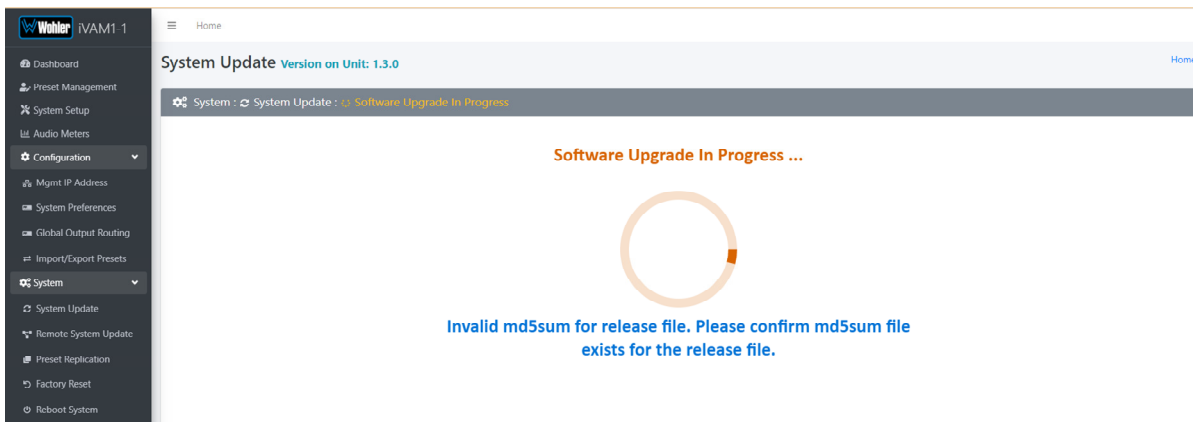 Wohler iVAM1-1
Home
Dashboard
Preset Management
System Setup
Audio Meters
Configuration
Mgmt IP Address
System Preferences
Global Output Routing
Import/Export Presets
System
System Update
Remote System Update
Preset Replication
Factory Reset
Reboot System
System Update Version on Unit: 1.3.0
Home
System : System Update : Software Upgrade In Progress
Software Upgrade In Progress ...
Invalid md5sum for release file. Please confirm md5sum file
exists for the release file.